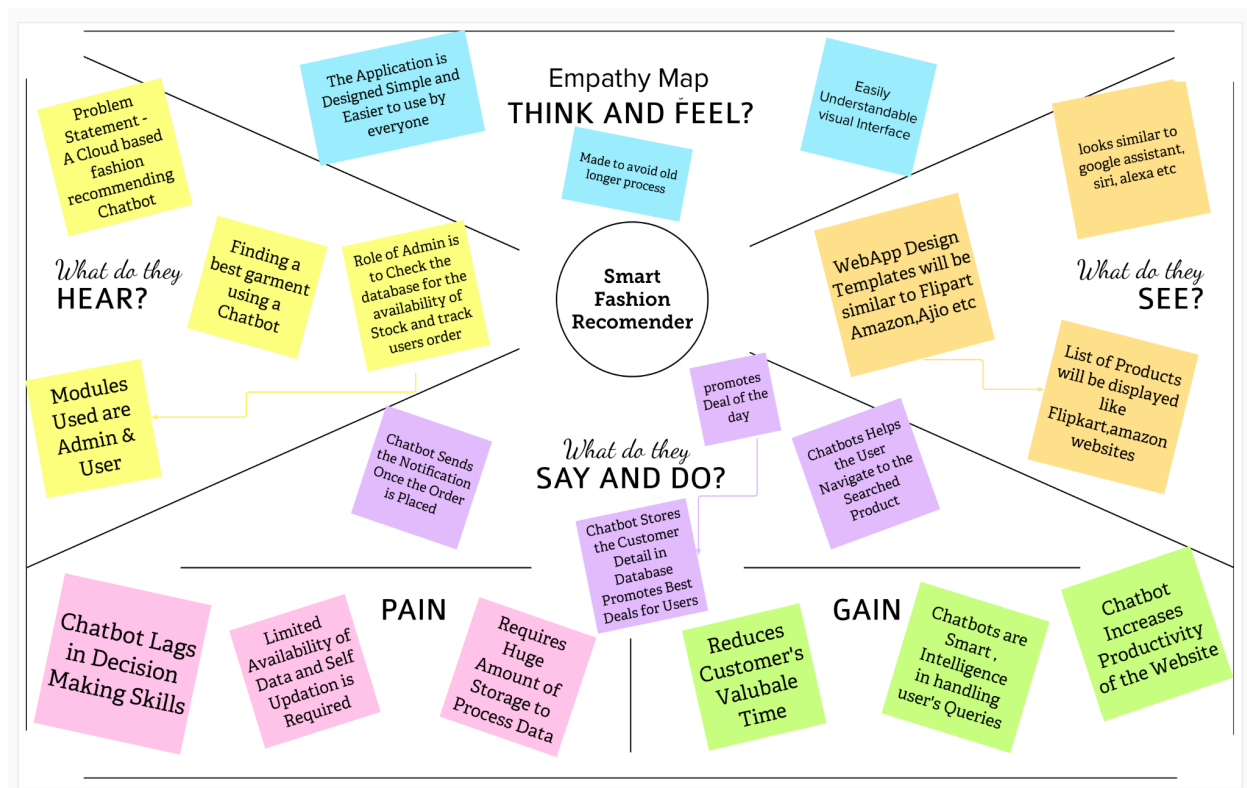 Empathy Map
THINK AND FEEL?
The Application is
Designed Simple and
Easier to use by
everyone
Made to avoid old
longer process
Easily
Understandable
visual Interface
Problem
Statement -
A Cloud based
fashion
recommending
Chatbot
What do they
HEAR?
Finding a
best garment
using a
Chatbot
Role of Admin is
to Check the
database for the
availability of
Stock and track
users order
Modules
Used are
Admin &
User
Smart
Fashion
Recomender
looks similar to
google assistant,
siri, alexa etc
What do they
SEE?
WebApp Design
Templates will be
similar to Flipart
Amazon,Ajio etc
List of Products
will be displayed
like
Flipkart,amazon
websites
What do they
SAY AND DO?
Chatbot Sends
the Notification
Once the Order
is Placed
promotes
Deal of the
day
Chatbot Stores
the Customer
Detail in
Database
Promotes Best
Deals for Users
Chatbots Helps
the User
Navigate to the
Searched
Product
PAIN
Chatbot Lags
in Decision
Making Skills
Limited
Availability of
Data and Self
Updation is
Required
Requires
Huge
Amount of
Storage to
Process Data
GAIN
Reduces
Customer's
Valubale
Time
Chatbots are
Smart ,
Intelligence
in handling
user's Queries
Chatbot
Increases
Productivity
of the Website